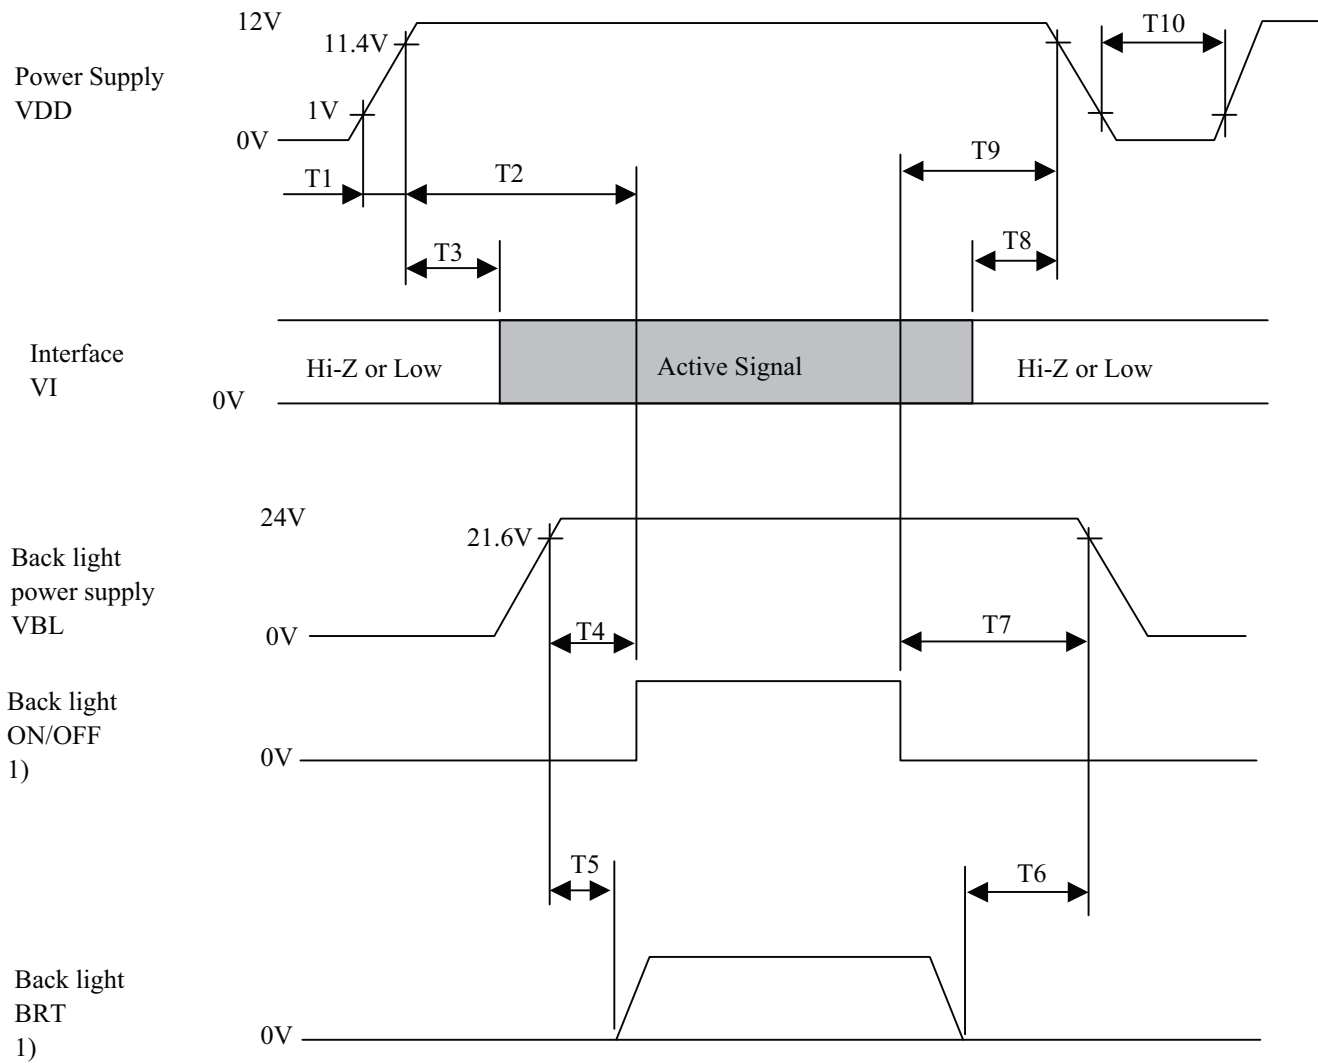 12V
11.4V
T10
Power Supply
VDD
1V
0V
T9
T1
T2
T8
T3
Interface
VI
Hi-Z or Low
Active Signal
Hi-Z or Low
0V
24V
21.6V
Back light
power supply
VBL
0V
T4
T7
Back light
ON/OFF
1)
0V
T5
T6
Back light
BRT
1)
0V